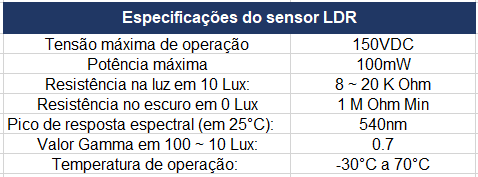 Especificações do sensor LDR
Tensão máxima de operação 150VDC
Potência máxima 100mW
Resistência na luz em 10 Lux: 8 ~ 20 K Ohm
Resistência no escuro em 0 Lux 1 M Ohm Min
Pico de resposta espectral (em 25°C): 540nm
Valor Gamma em 100 ~ 10 Lux: 0.7
Temperatura de operação: -30°C a 70°C